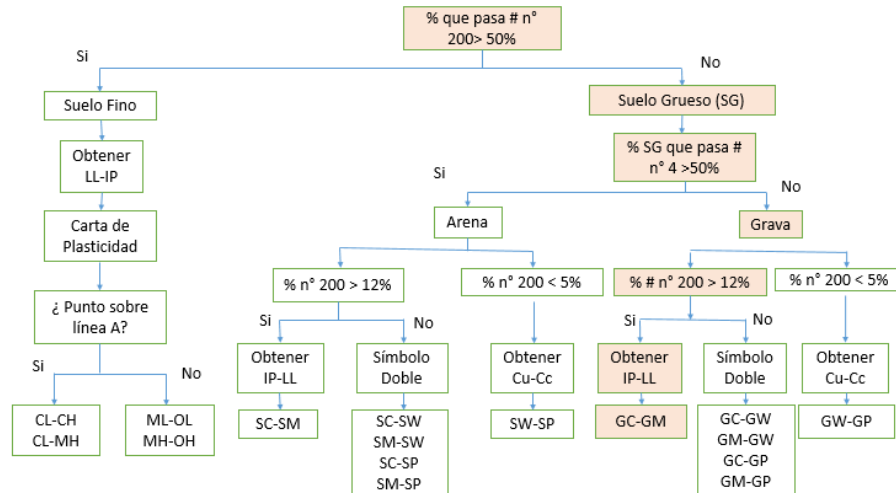 % que pasa # n°
200> 50%
Si
No
Suelo Fino
Suelo Grueso (SG)
Obtener
LL-IP
% SG que pasa #
n° 4 >50%
Si
No
Carta de
Plasticidad
Arena
Grava
¿ Punto sobre
línea A?
% n° 200 > 12%
% n° 200 < 5%
% # n° 200 > 12%
% n° 200 < 5%
Si
No
Si
No
Si
No
Obtener
IP-LL
Símbolo
Doble
Obtener
Cu-Cc
Obtener
IP-LL
Símbolo
Doble
Obtener
Cu-Cc
CL-CH
CL-MH
ML-OL
MH-OH
SC-SM
SC-SW
SM-SW
SC-SP
SM-SP
SW-SP
GC-GM
GC-GW
GM-GW
GC-GP
GM-GP
GW-GP